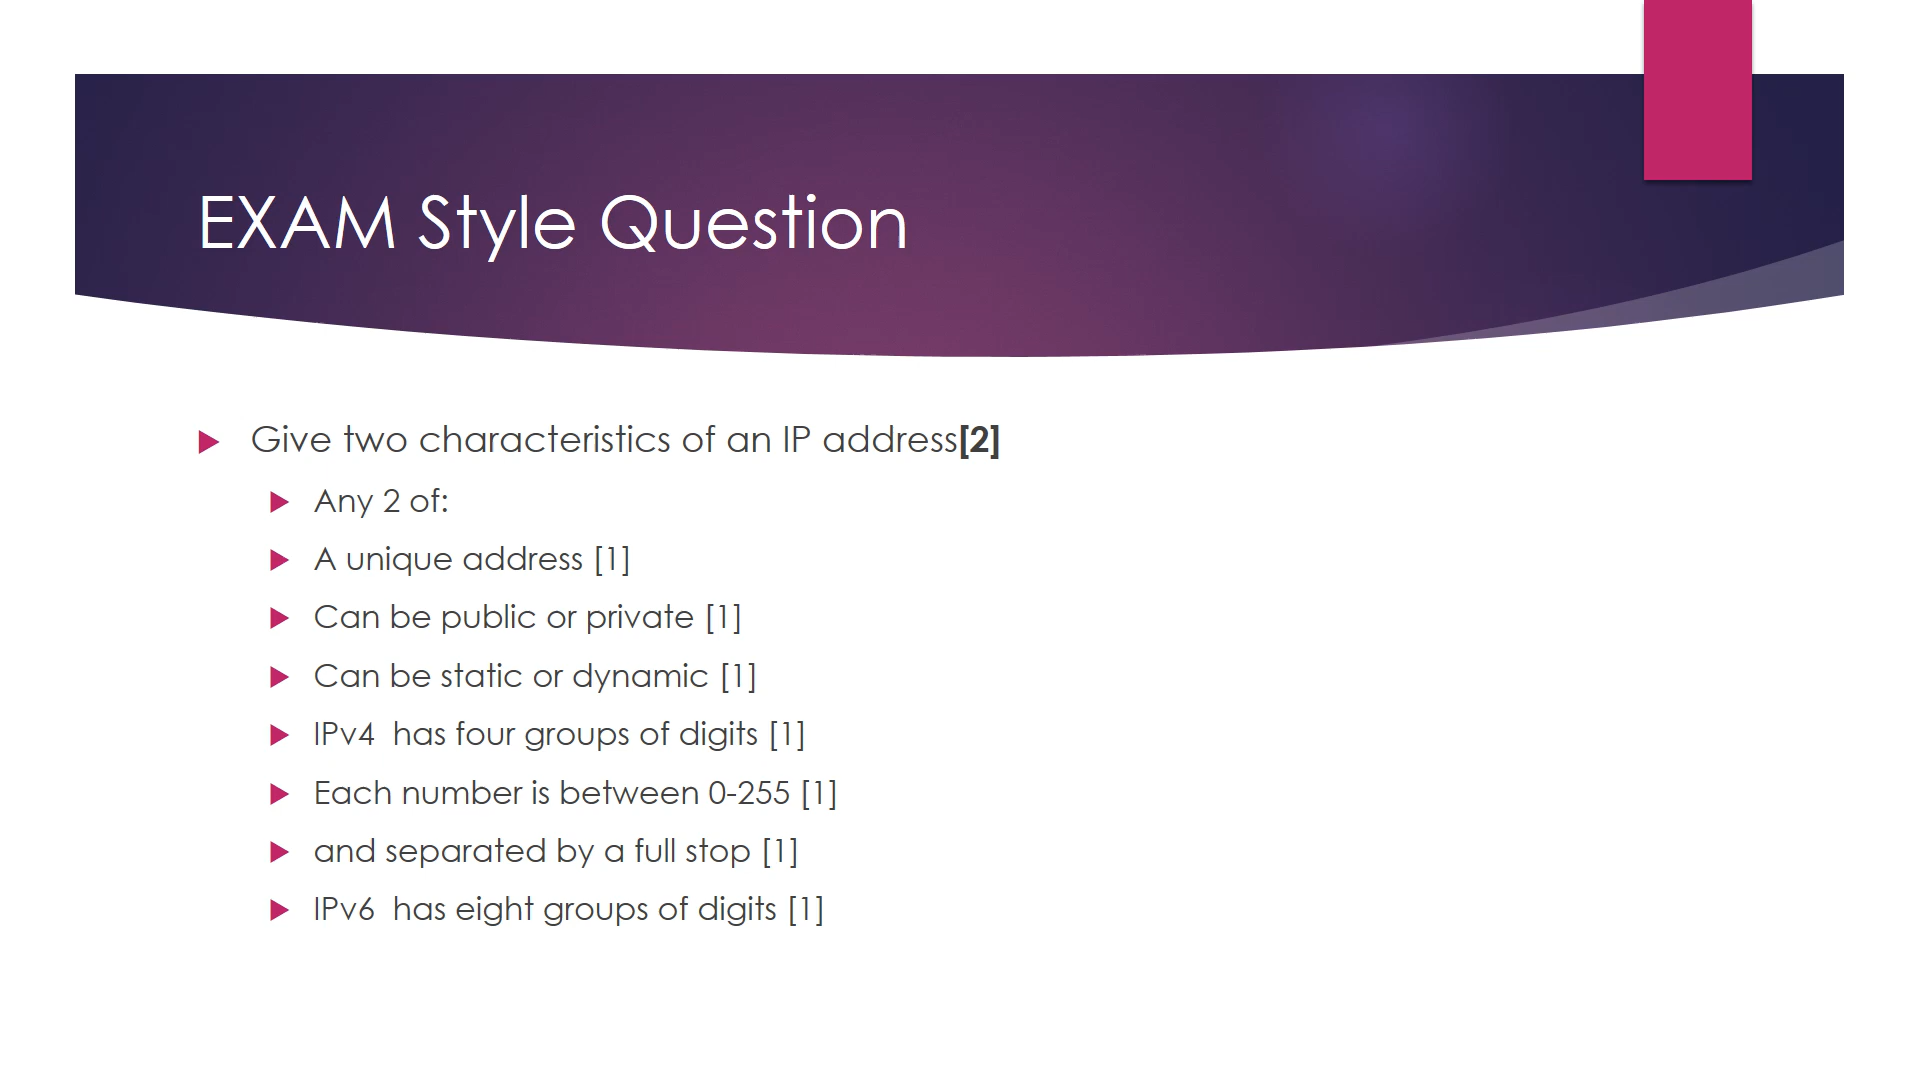 EXAM Style Question
Give two characteristics of an IP address[2]
Any 2 of:
A unique address [1]
Can be public or private [1]
Can be static or dynamic [1]
IPv4  has four groups of digits [1]
Each number is between 0-255 [1]
and separated by a full stop [1]
IPv6  has eight groups of digits [1]